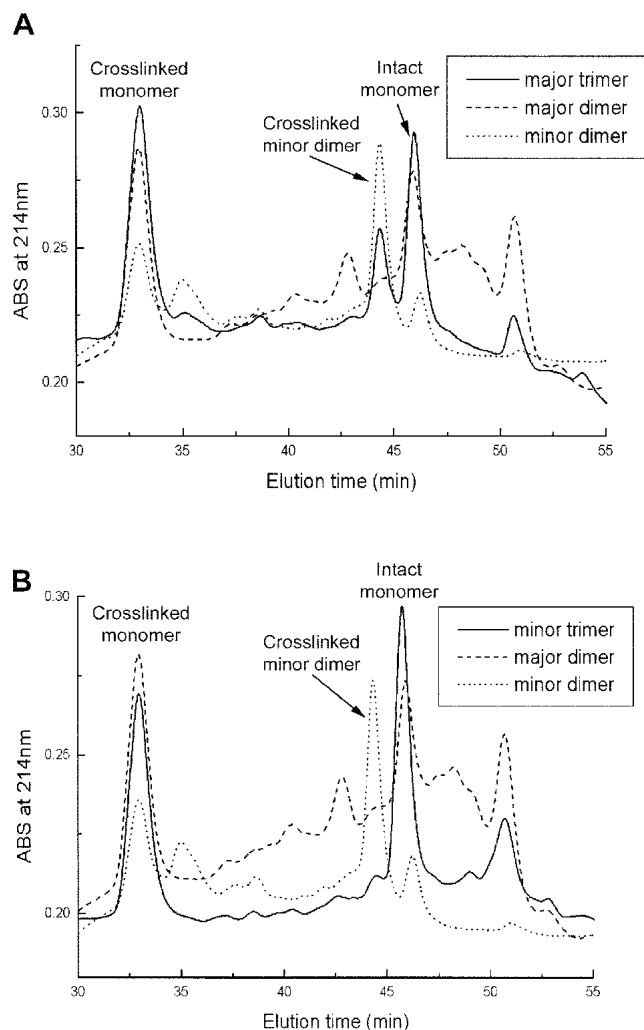 A
Crosslinked
monomer
Intact
monomer
Crosslinked
minor dimer
major trimer
major dimer
minor dimer
0.30
0.25
0.20
ABS at 214nm
30 35 40 45 50 55
Elution time (min)
B
Crosslinked
monomer
Intact
monomer
Crosslinked
minor dimer
minor trimer
major dimer
minor dimer
0.30
0.25
0.20
ABS at 214nm
30 35 40 45 50 55
Elution time (min)